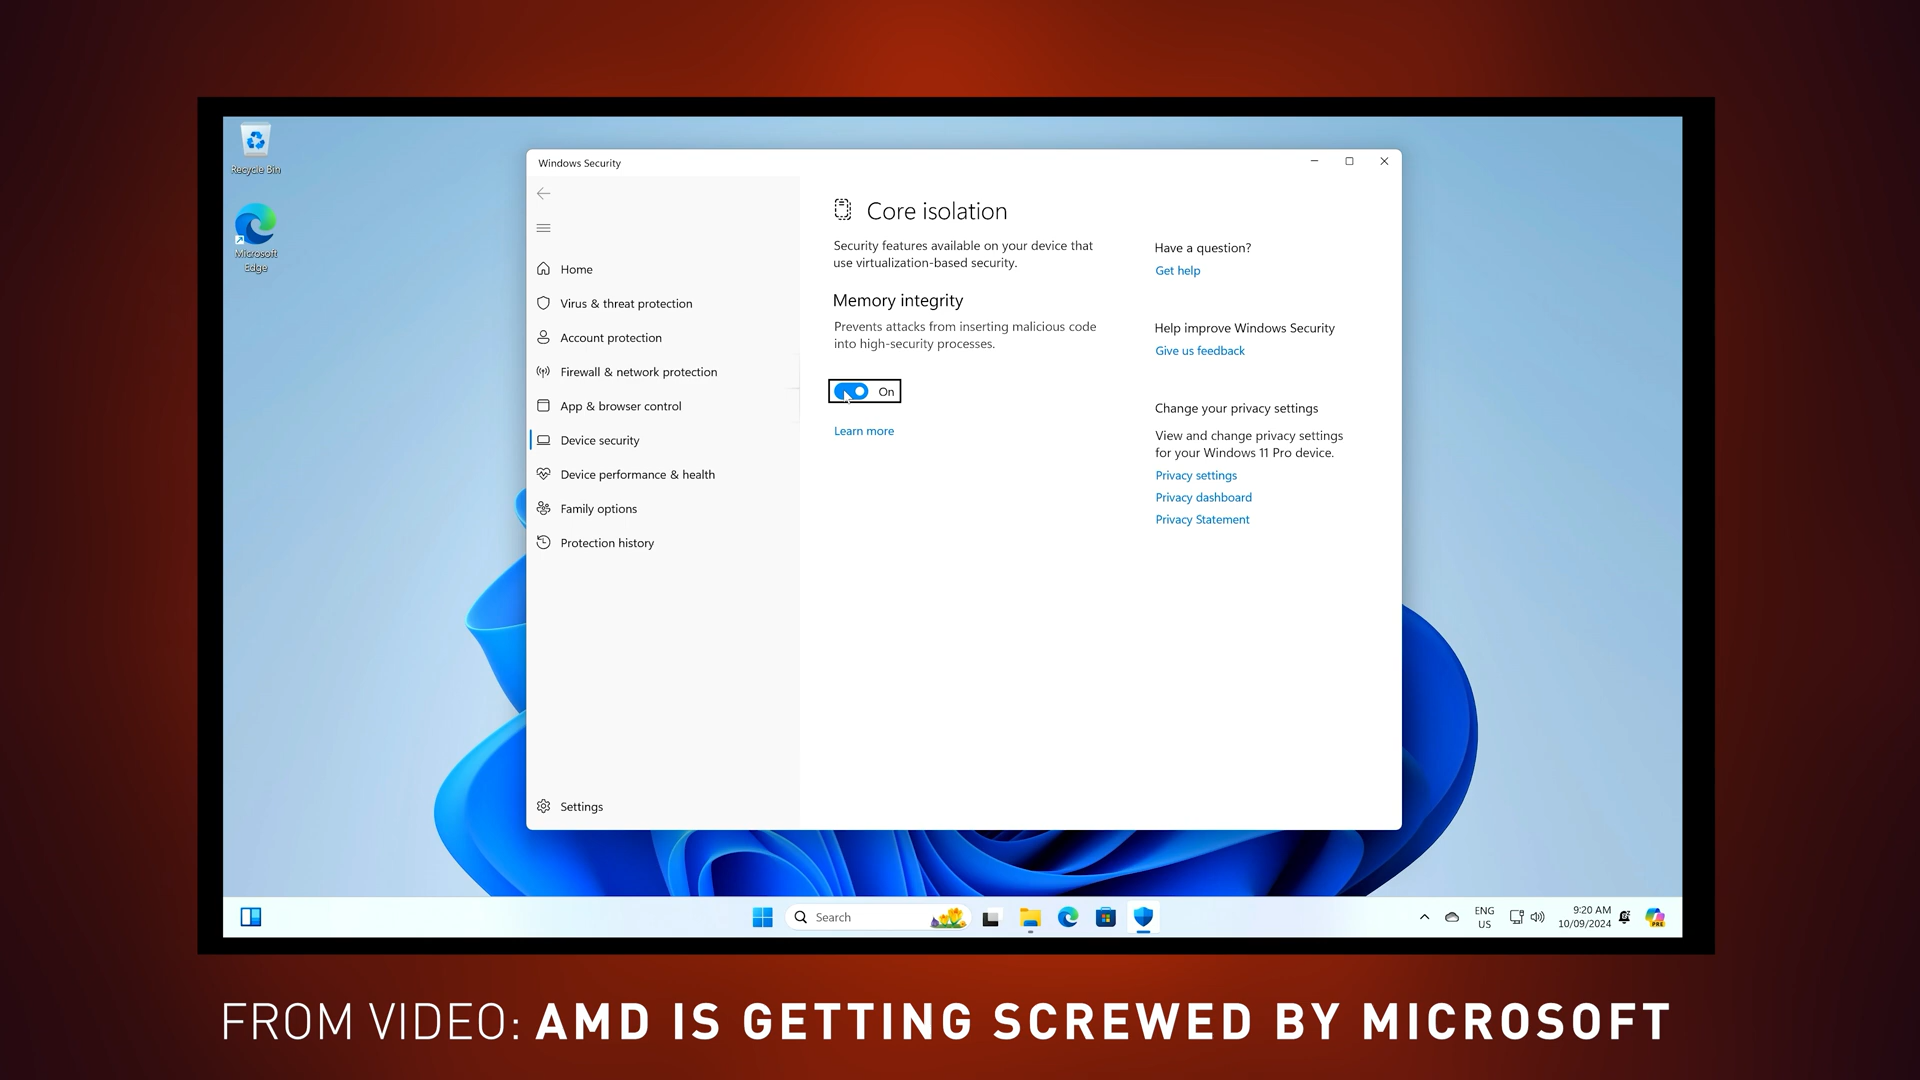 Recycle Bin
Microsoft
Edge
Windows Security
Home
Virus & threat protection
Account protection
Firewall & network protection
App & browser control
Device security
Device performance & health
Family options
Protection history
Settings
Core isolation
Security features available on your device that
use virtualization-based security.
Memory integrity
Prevents attacks from inserting malicious code
into high-security processes.
On
Learn more
Have a question?
Get help
Help improve Windows Security
Give us feedback
Change your privacy settings
View and change privacy settings
for your Windows 11 Pro device.
Privacy settings
Privacy dashboard
Privacy Statement
Search
ENG
US
9:20 AM
10/09/2024
PRE
FROM VIDEO: AMD IS GETTING SCREWED BY MICROSOFT